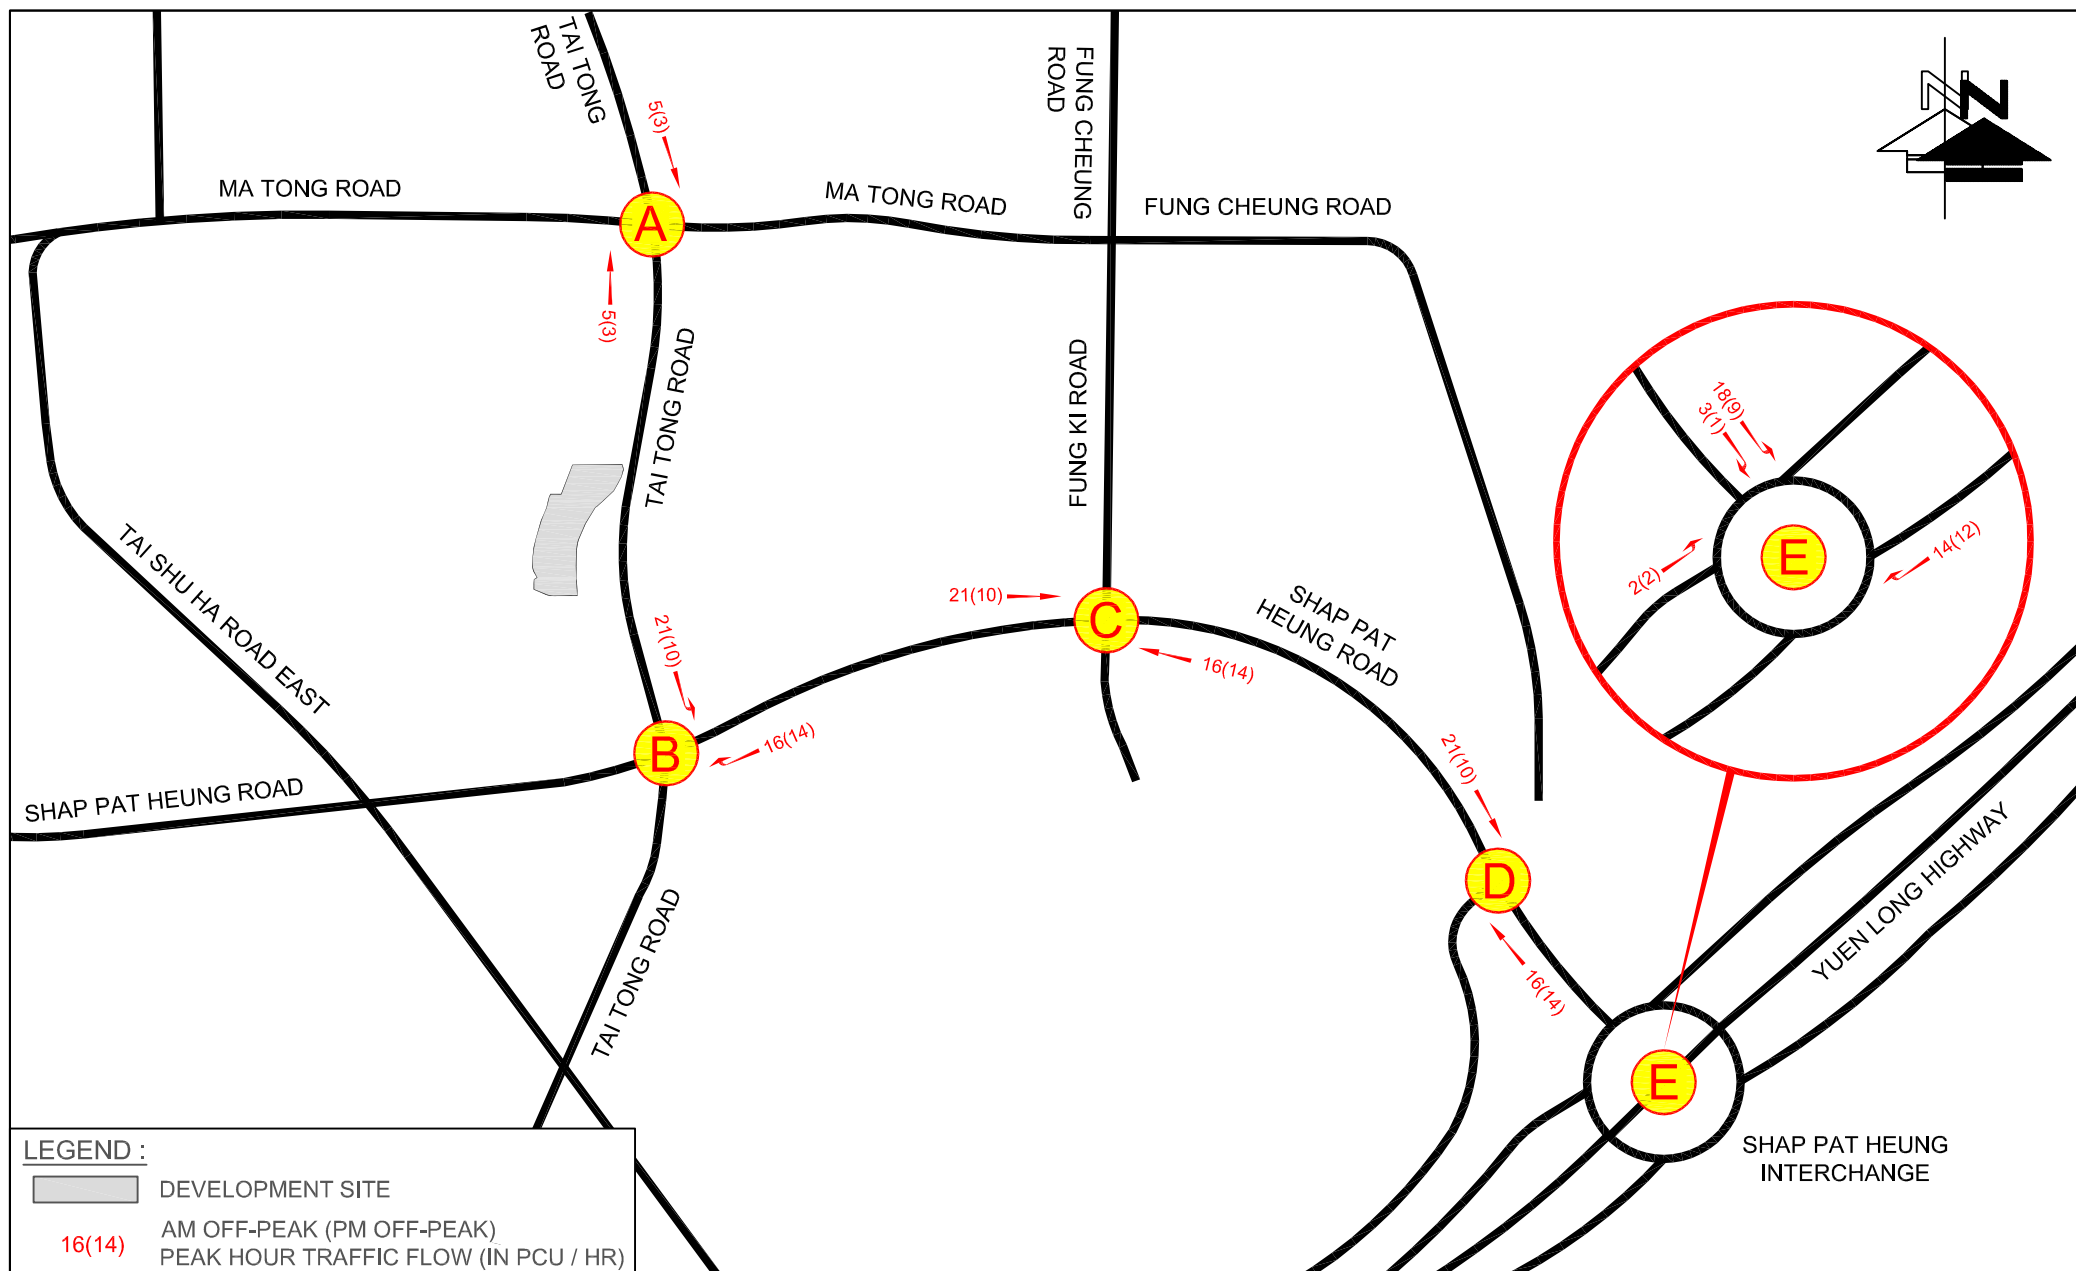 TAI TONG
ROAD
FUNG CHEUNG
ROAD
N
5(3)
MA TONG ROAD
A
MA TONG ROAD
FUNG CHEUNG ROAD
5(3)
TAI TONG ROAD
FUNG KI ROAD
18(9)
3(1)
E
14(12)
2(2)
TAI SHU HA ROAD EAST
21(10)
21(10)
C
SHAP PAT
HEUNG ROAD
16(14)
B
16(14)
21(10)
SHAP PAT HEUNG ROAD
D
YUEN LONG HIGHWAY
TAI TONG ROAD
16(14)
E
SHAP PAT HEUNG
INTERCHANGE
LEGEND :
DEVELOPMENT SITE
16(14)
AM OFF-PEAK (PM OFF-PEAK)
PEAK HOUR TRAFFIC FLOW (IN PCU / HR)